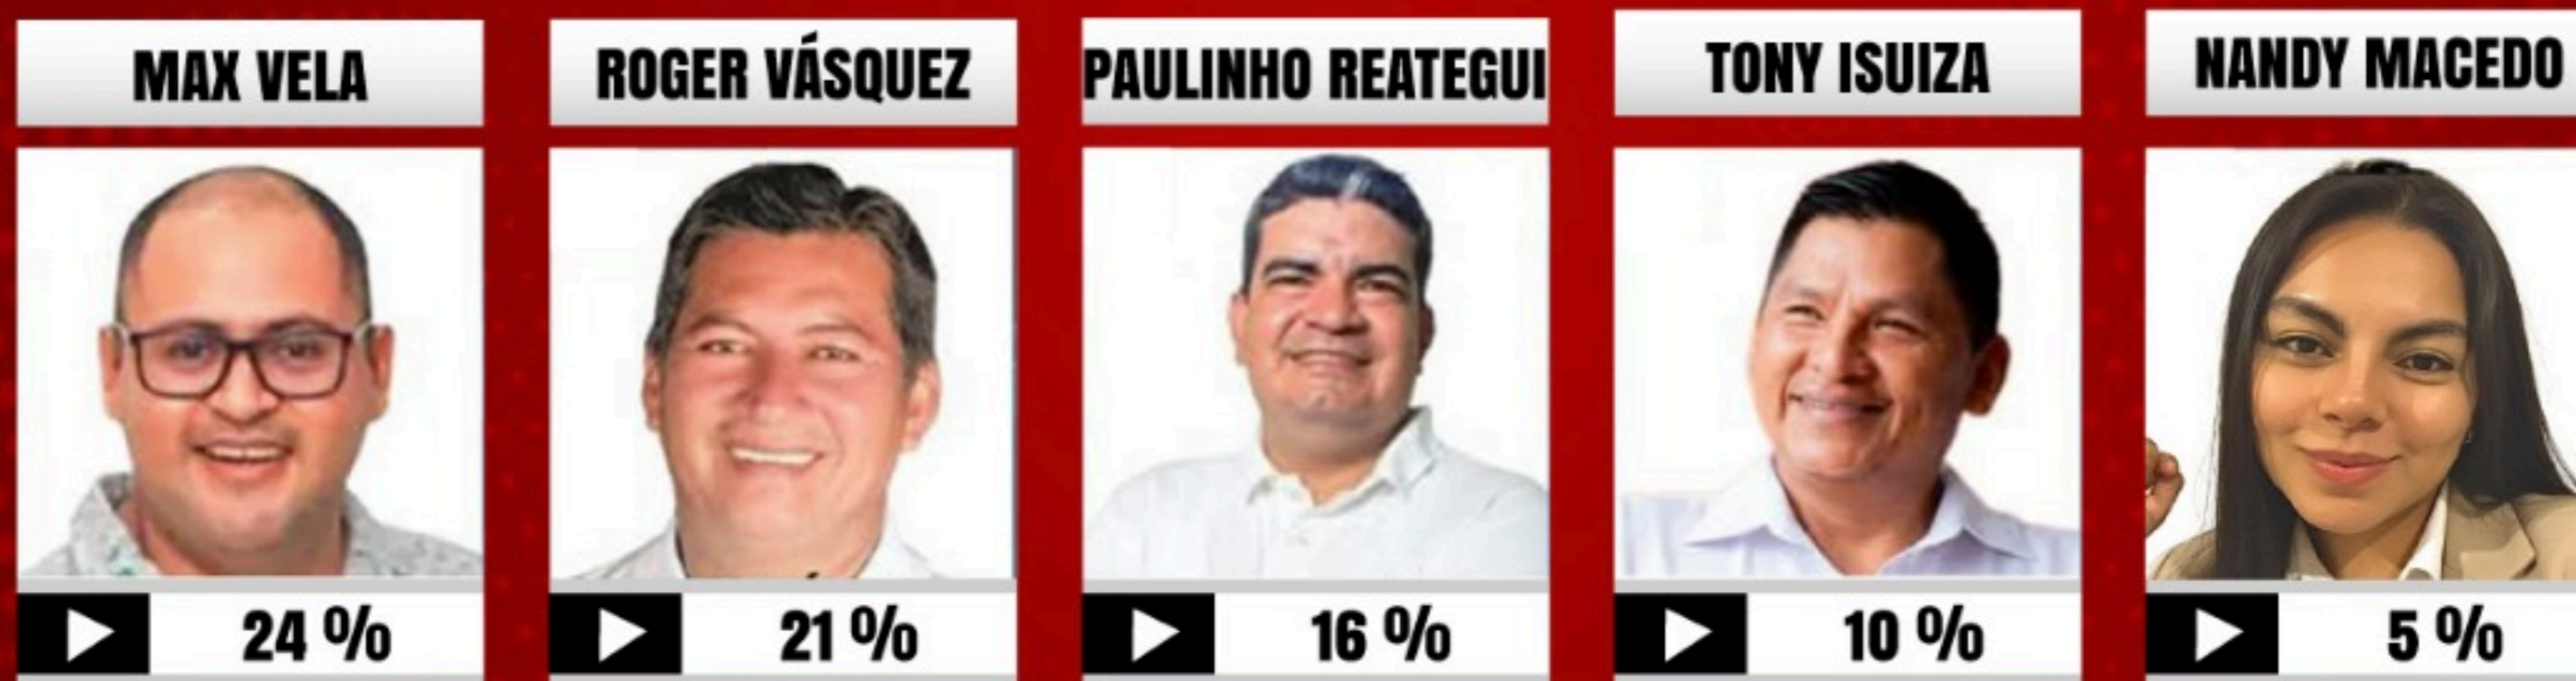 MAX VELA
ROGER VÁSQUEZ
PAULINHO REATEGUI
TONY ISUIZA
NANDY MACEDO
24 %
21 %
16 %
10 %
5 %